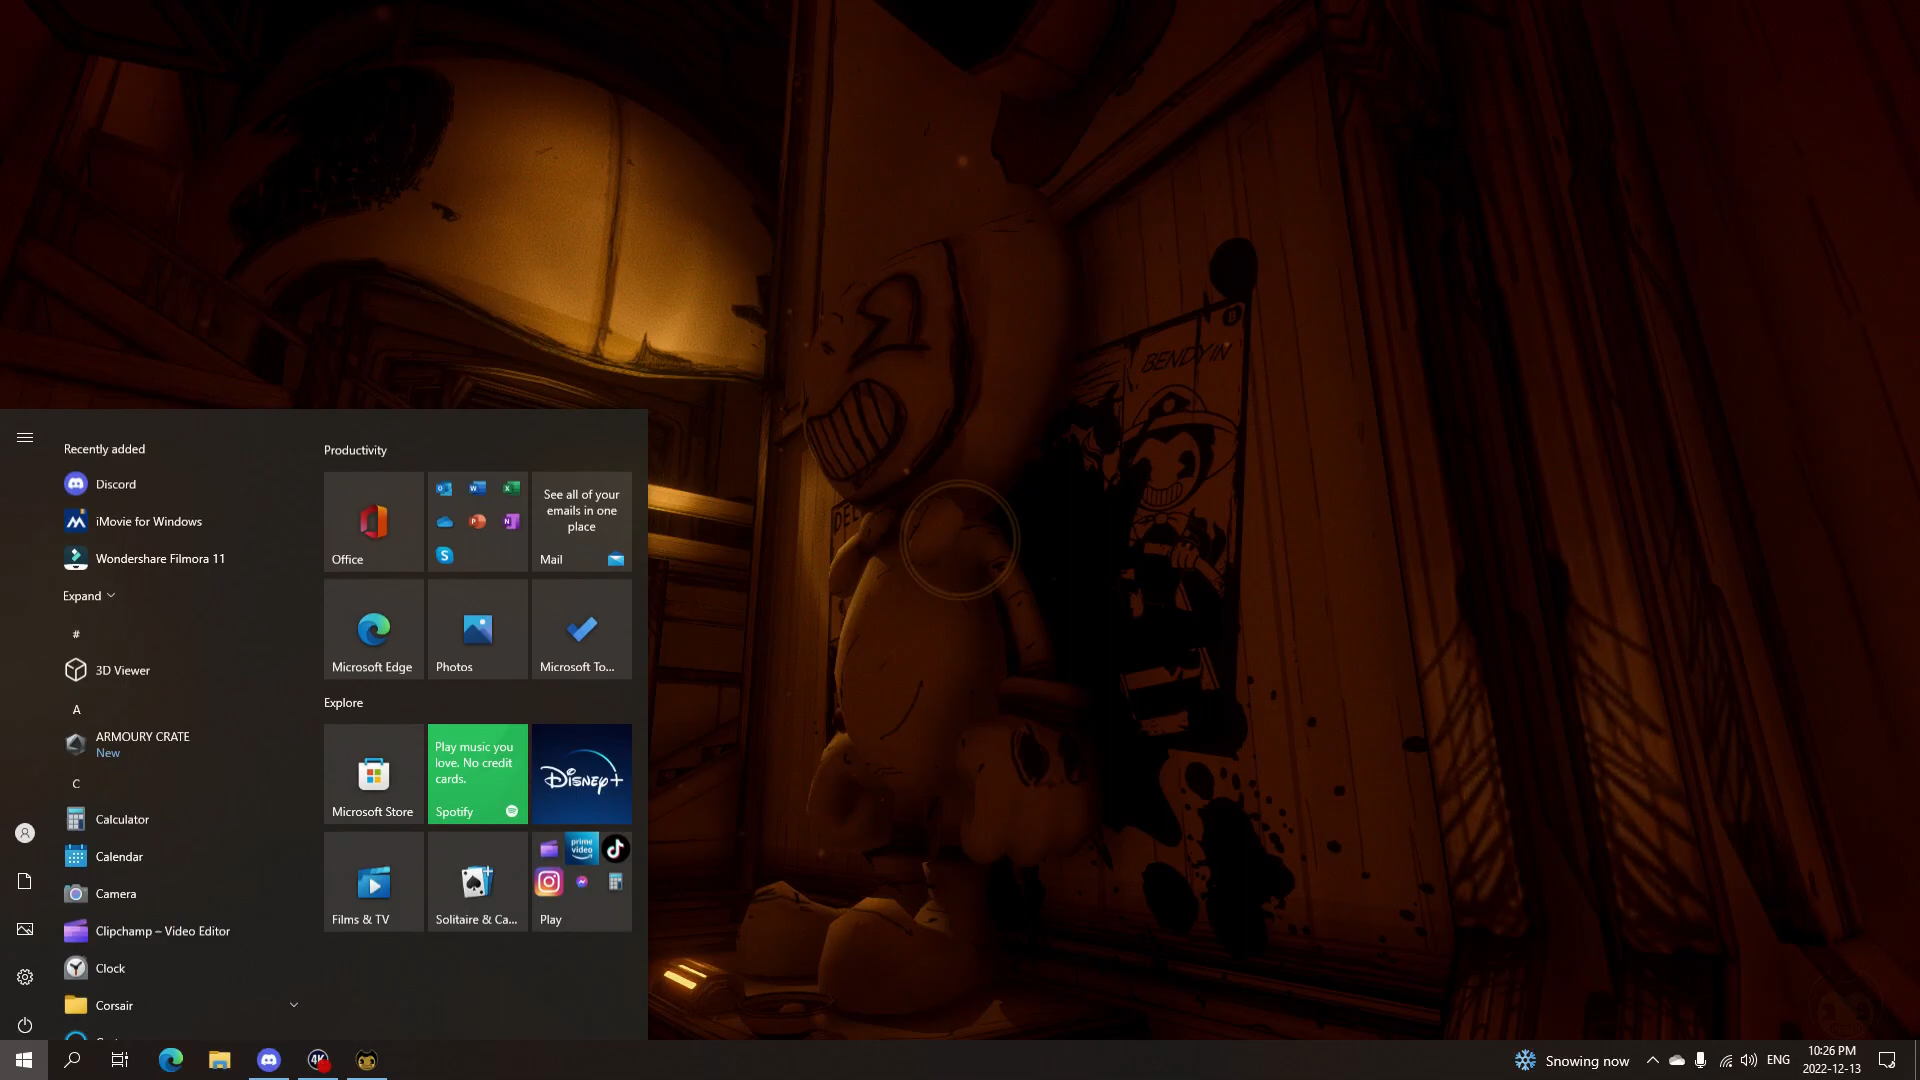 BENDY IN
DEL
Recently added
Discord
iMovie for Windows
Wondershare Filmora 11
Expand
#
3D Viewer
A
ARMOURY CRATE
New
C
Calculator
Calendar
Camera
Clipchamp – Video Editor
Clock
Corsair
Productivity
Office
See all of your
emails in one
place
Mail
Microsoft Edge
Photos
Microsoft To...
Explore
Microsoft Store
Play music you
love. No credit
cards.
Spotify
Disney+
Films & TV
Solitaire & Ca...
prime
video
Play
4K
Snowing now
ENG
10:26 PM
2022-12-13